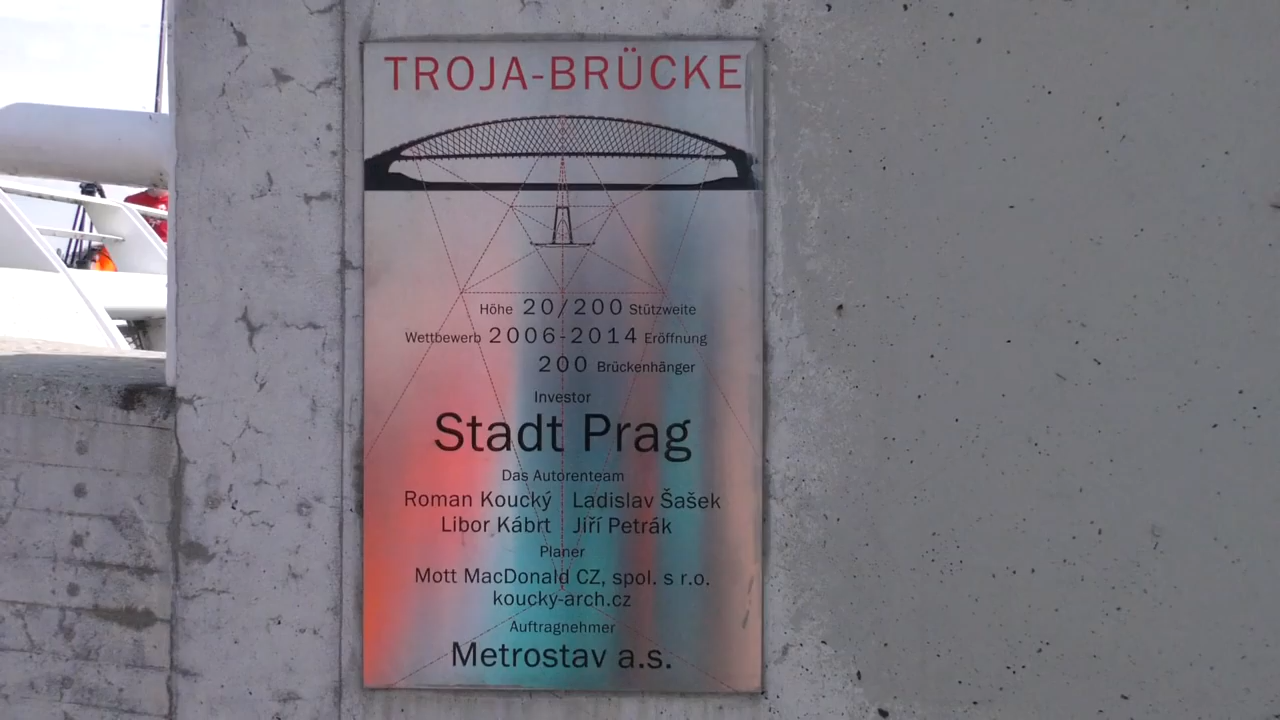 TROJA-BRÜCKE
Höhe 20/200 Stützweite
Wettbewerb 2006-2014 Eröffnung
200 Brückenhänger
Investor
Stadt Prag
Das Autorenteam
Roman Koucký Ladislav Šašek
Libor Kábrt Jiří Petrák
Planer
Mott MacDonald CZ, spol. s r.o.
koucky-arch.cz
Auftragnehmer
Metrostav a.s.